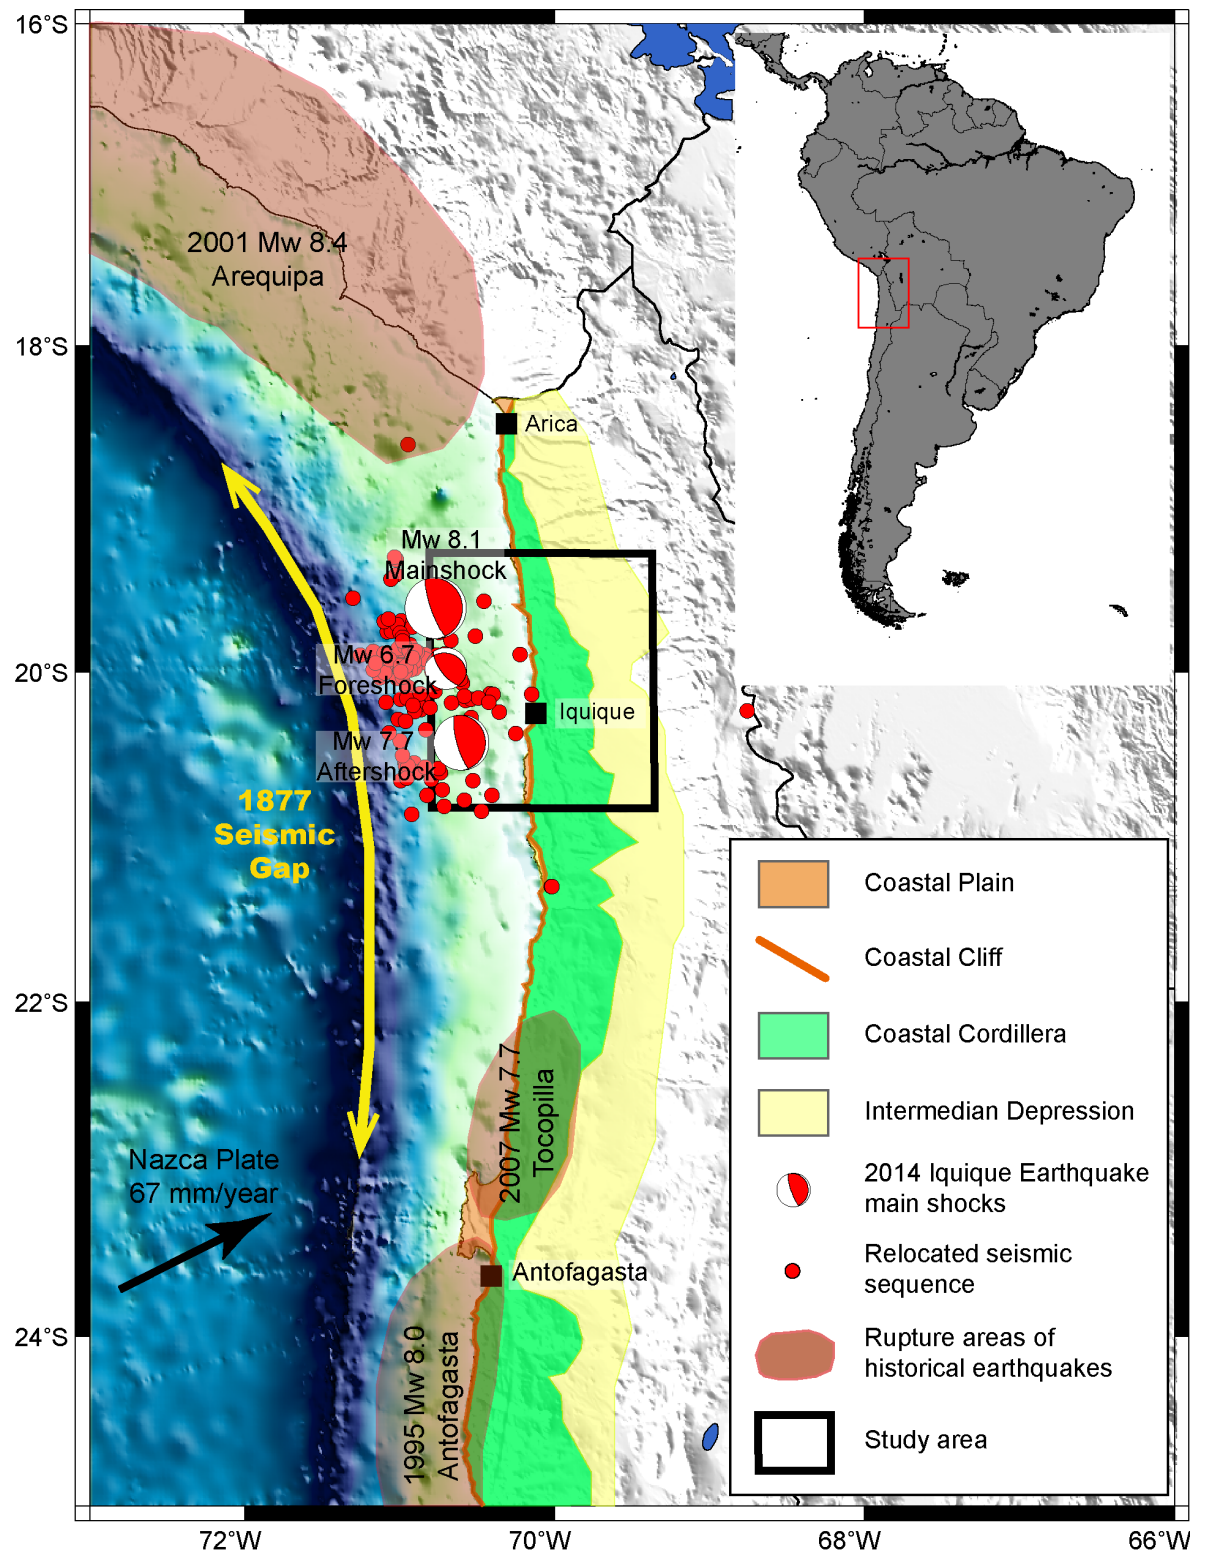 16°S
18°S
20°S
22°S
24°S
72°W
70°W
68°W
66°W
2001 Mw 8.4
Arequipa
Arica
Mw 8.1
Mainshock
Mw 6.7
Foreshock
Iquique
Mw 7.7
Aftershock
1877
Seismic
Gap
2007 Mw 7.7
Tocopilla
Nazca Plate
67 mm/year
Antofagasta
1995 Mw 8.0
Antofagasta
Coastal Plain
Coastal Cliff
Coastal Cordillera
Intermedian Depression
2014 Iquique Earthquake
main shocks
Relocated seismic
sequence
Rupture areas of
historical earthquakes
Study area